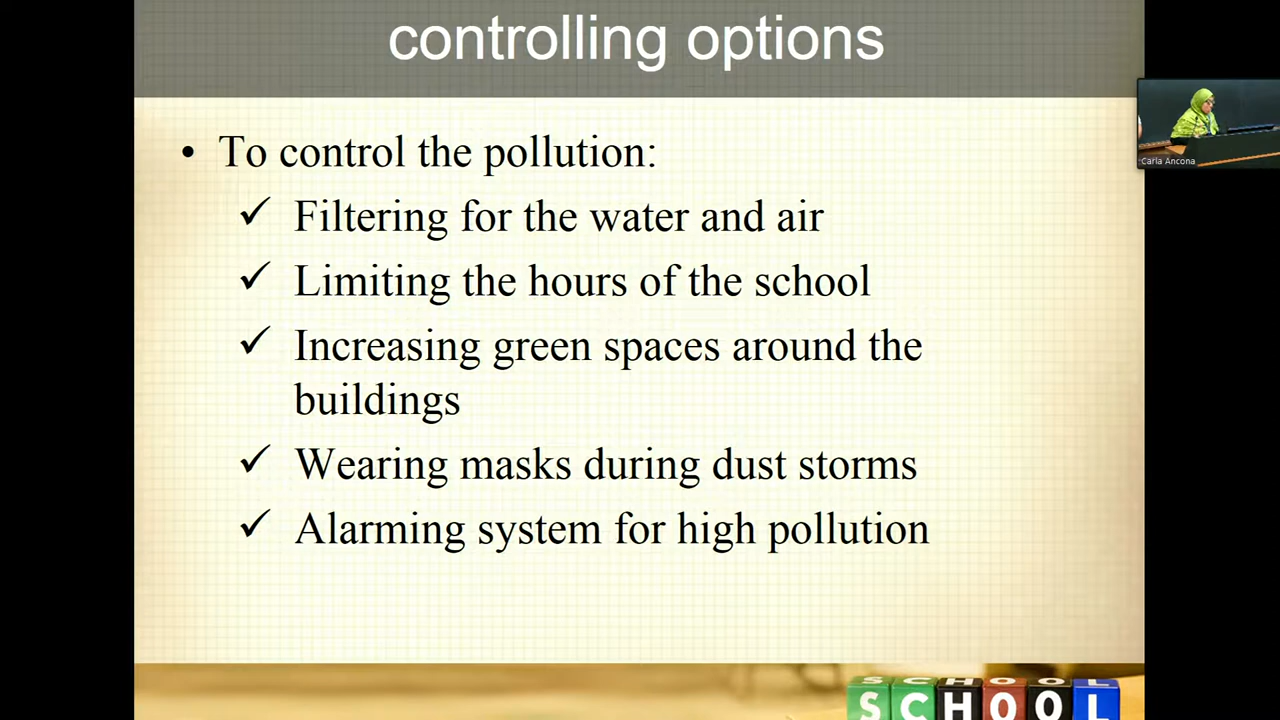 controlling options
• To control the pollution:
✓ Filtering for the water and air
✓ Limiting the hours of the school
✓ Increasing green spaces around the
buildings
✓ Wearing masks during dust storms
✓ Alarming system for high pollution
Carla Ancona
SCHOOL
SCHOOL